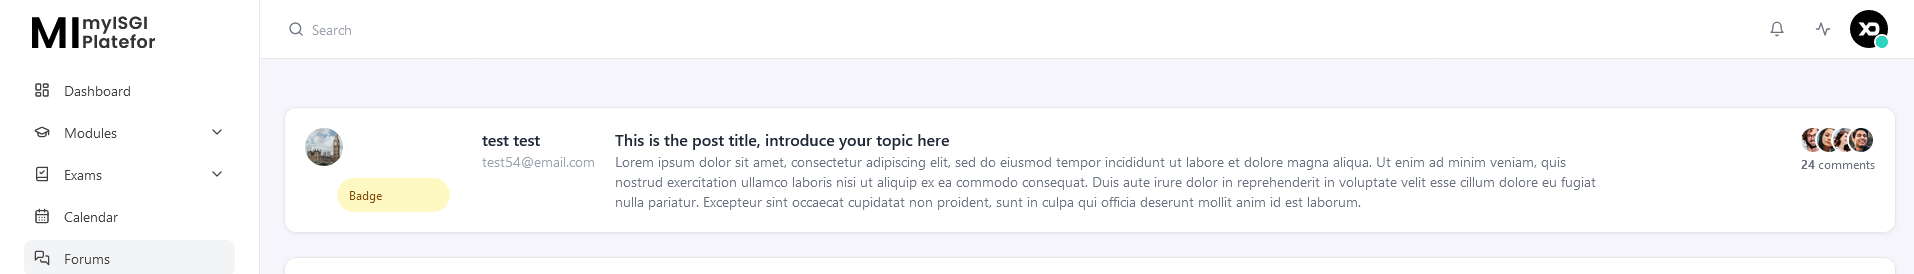 MI myISGI
Platefor
Search
Dashboard
Modules
Exams
Calendar
Forums
test test
test54@email.com
Badge
This is the post title, introduce your topic here
Lorem ipsum dolor sit amet, consectetur adipiscing elit, sed do eiusmod tempor incididunt ut labore et dolore magna aliqua. Ut enim ad minim veniam, quis
nostrud exercitation ullamco laboris nisi ut aliquip ex ea commodo consequat. Duis aute irure dolor in reprehenderit in voluptate velit esse cillum dolore eu fugiat
nulla pariatur. Excepteur sint occaecat cupidatat non proident, sunt in culpa qui officia deserunt mollit anim id est laborum.
24 comments